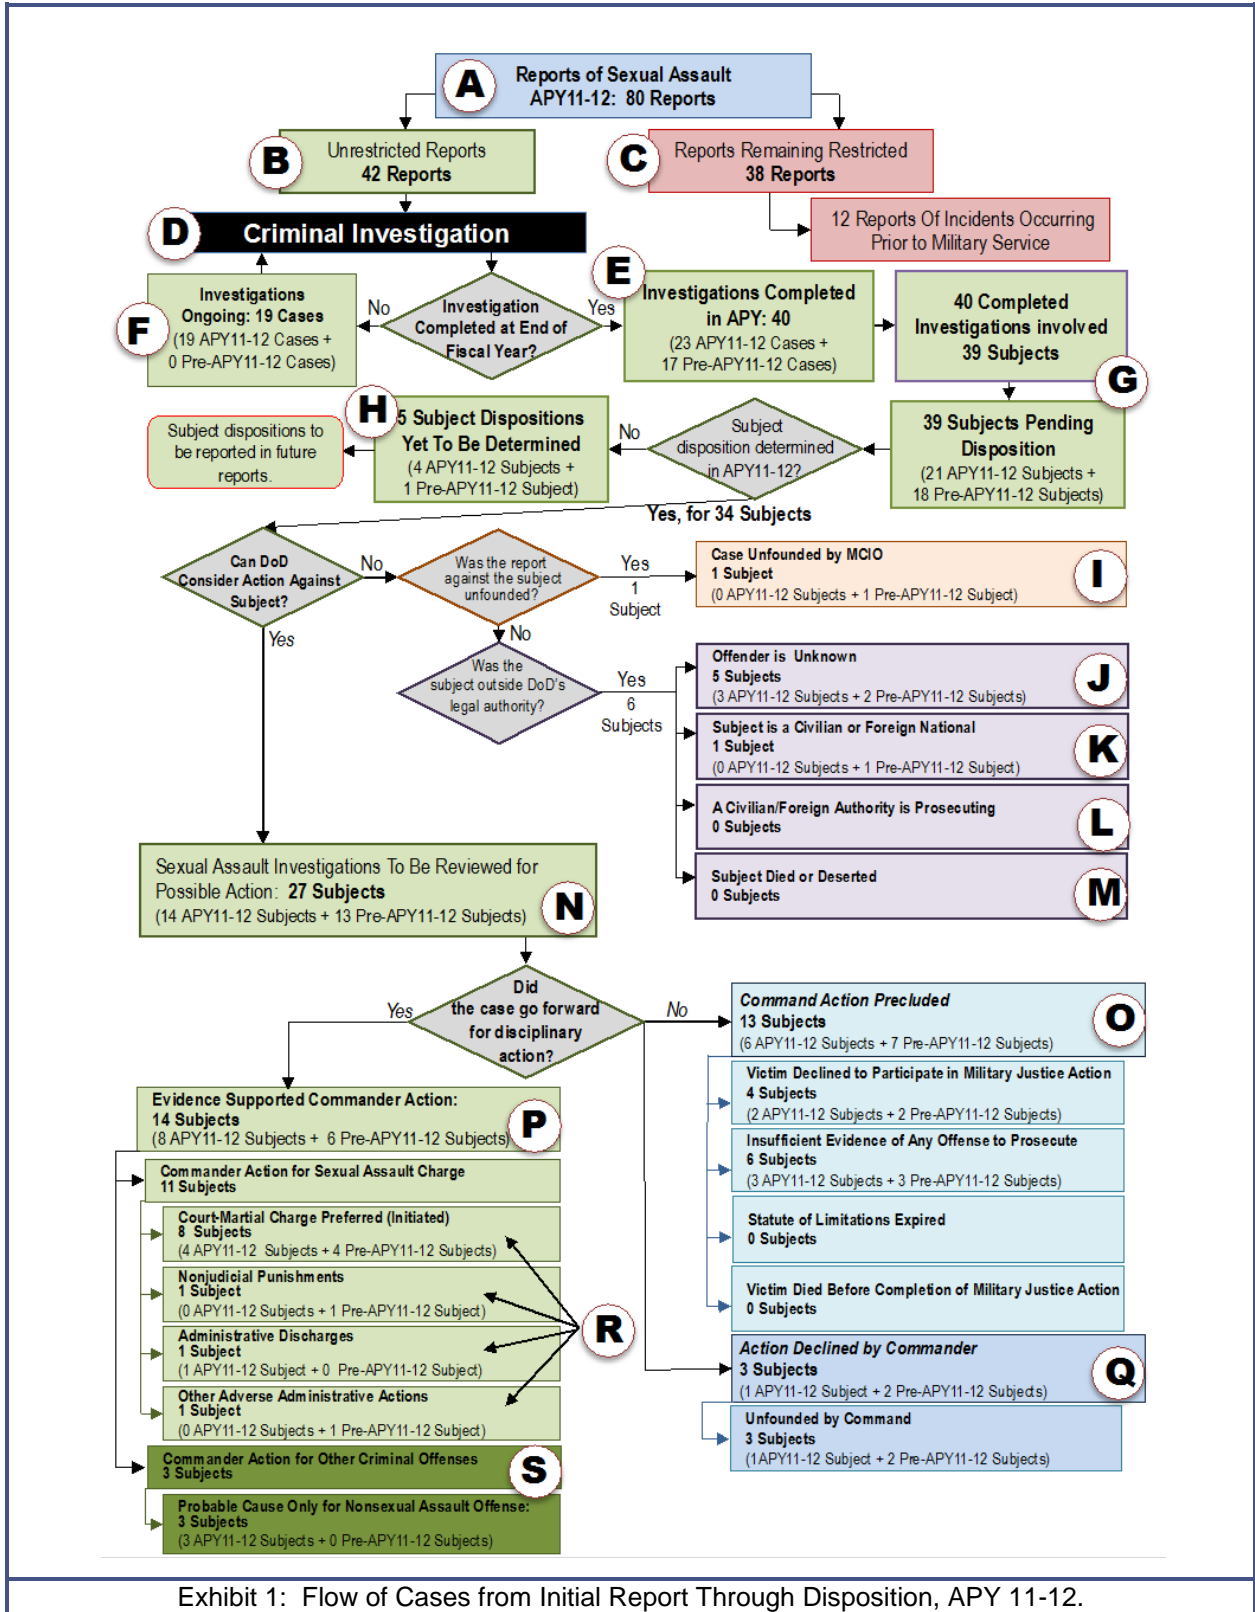 A
Reports of Sexual Assault
APY11-12: 80 Reports
B
Unrestricted Reports
42 Reports
C
Reports Remaining Restricted
38 Reports
12 Reports Of Incidents Occurring
Prior to Military Service
D
Criminal Investigation
F
Investigations
Ongoing: 19 Cases
(19 APY11-12 Cases +
0 Pre-APY11-12 Cases)
No
Investigation
Completed at End of
Fiscal Year?
Yes
E
Investigations Completed
in APY: 40
(23 APY11-12 Cases +
17 Pre-APY11-12 Cases)
40 Completed
Investigations involved
39 Subjects
G
39 Subjects Pending
Disposition
(21 APY11-12 Subjects +
18 Pre-APY11-12 Subjects)
Subject
disposition determined
in APY11-12?
No
H
5 Subject Dispositions
Yet To Be Determined
(4 APY11-12 Subjects +
1 Pre-APY11-12 Subject)
Subject dispositions to
be reported in future
reports.
Yes, for 34 Subjects
Can DoD
Consider Action Against
Subject?
No
Was the report
against the subject
unfounded?
Yes
1
Subject
Case Unfounded by MCIO
1 Subject
(0 APY11-12 Subjects + 1 Pre-APY11-12 Subject)
I
Yes
No
Was the
subject outside DoD's
legal authority?
Yes
6
Subjects
Offender is Unknown
5 Subjects
(3 APY11-12 Subjects + 2 Pre-APY11-12 Subjects)
J
Subject is a Civilian or Foreign National
1 Subject
(0 APY11-12 Subjects + 1 Pre-APY11-12 Subject)
K
A Civilian/Foreign Authority is Prosecuting
0 Subjects
L
Subject Died or Deserted
0 Subjects
M
Sexual Assault Investigations To Be Reviewed for
Possible Action: 27 Subjects
(14 APY11-12 Subjects + 13 Pre-APY11-12 Subjects)
N
Did
the case go forward
for disciplinary
action?
Yes
No
Command Action Precluded
13 Subjects
(6 APY11-12 Subjects + 7 Pre-APY11-12 Subjects)
O
Victim Declined to Participate in Military Justice Action
4 Subjects
(2 APY11-12 Subjects + 2 Pre-APY11-12 Subjects)
Insufficient Evidence of Any Offense to Prosecute
6 Subjects
(3 APY11-12 Subjects + 3 Pre-APY11-12 Subjects)
Statute of Limitations Expired
0 Subjects
Victim Died Before Completion of Military Justice Action
0 Subjects
Action Declined by Commander
3 Subjects
(1 APY11-12 Subject + 2 Pre-APY11-12 Subjects)
Q
Unfounded by Command
3 Subjects
(1APY11-12 Subject + 2 Pre-APY11-12 Subjects)
Evidence Supported Commander Action:
14 Subjects
(8 APY11-12 Subjects + 6 Pre-APY11-12 Subjects)
P
Commander Action for Sexual Assault Charge
11 Subjects
Court-Martial Charge Preferred (Initiated)
8 Subjects
(4 APY11-12 Subjects + 4 Pre-APY11-12 Subjects)
Nonjudicial Punishments
1 Subject
(0 APY11-12 Subjects + 1 Pre-APY11-12 Subject)
R
Administrative Discharges
1 Subject
(1 APY11-12 Subject + 0 Pre-APY11-12 Subject)
Other Adverse Administrative Actions
1 Subject
(0 APY11-12 Subjects + 1 Pre-APY11-12 Subject)
Commander Action for Other Criminal Offenses
3 Subjects
S
Probable Cause Only for Nonsexual Assault Offense:
3 Subjects
(3 APY11-12 Subjects + 0 Pre-APY11-12 Subjects)
Exhibit 1: Flow of Cases from Initial Report Through Disposition, APY 11-12.